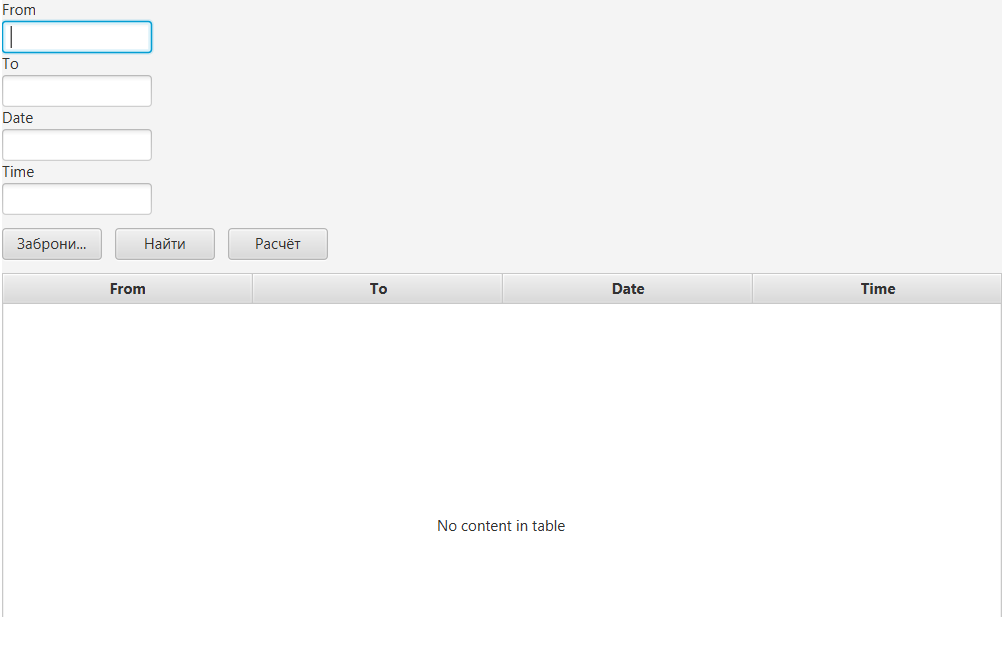 From
To
Date
Time
Заброни... Найти Расчёт
From To Date Time
No content in table